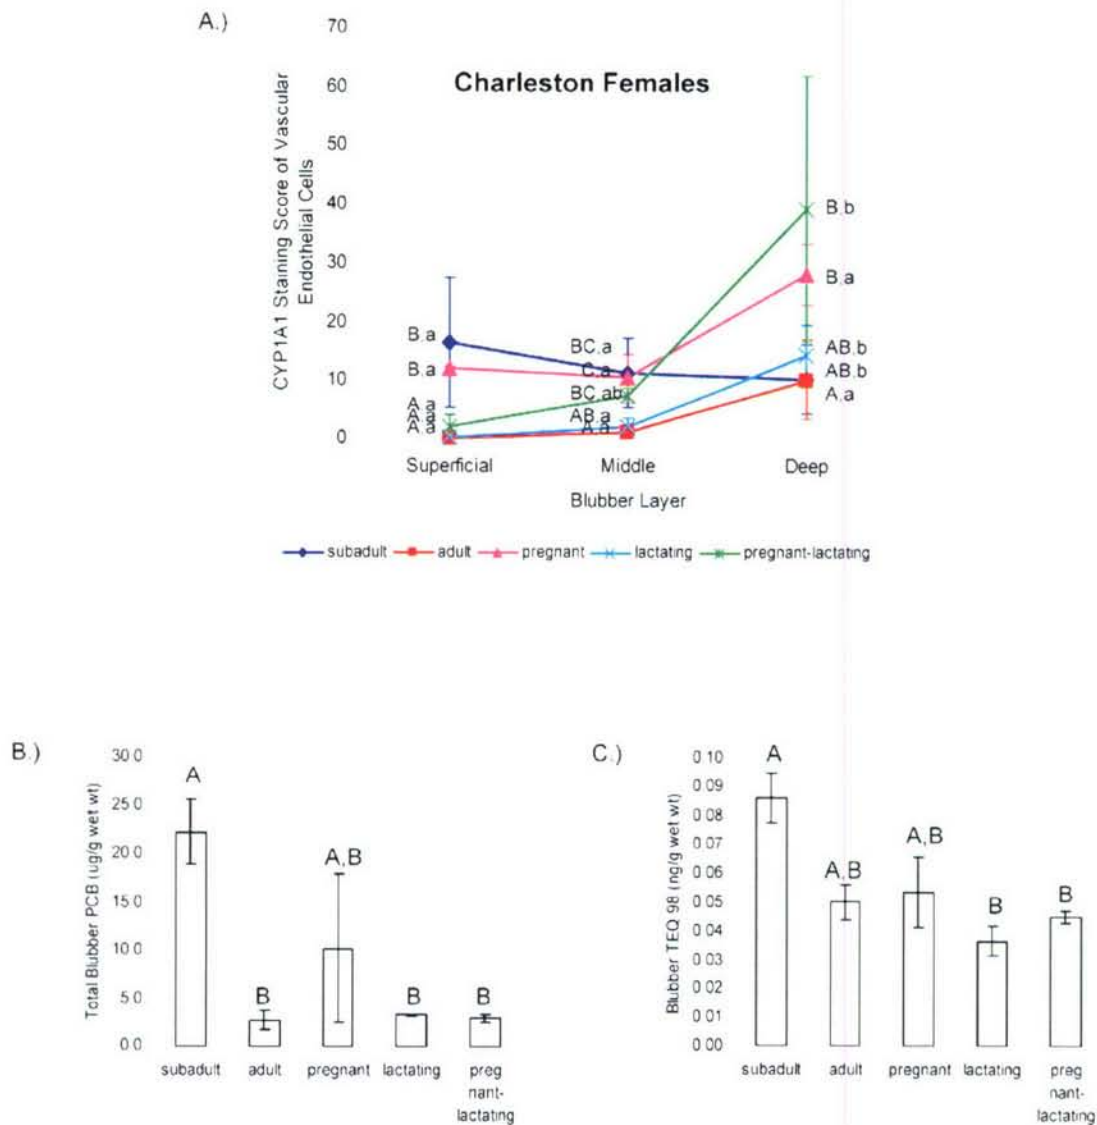 A.)
Charleston Females
CYP1A1 Staining Score of Vascular
Endothelial Cells
70
60
50
40
30
20
10
0
B.a
B.a
A.a
A.a
A.a
BC.a
C.a
BC.ab
AB.a
A.a
B.b
B.a
AB.b
AB.b
A.a
Superficial Middle Deep
Blubber Layer
subadult adult pregnant lactating pregnant-lactating
B.)
Total Blubber PCB (ug/g wet wt)
30 0
25 0
20 0
15 0
10 0
5 0
0 0
A
B
A,B
B
B
subadult adult pregnant lactating preg
nant-
lactating
C.)
Blubber TEQ 98 (ng/g wet wt)
0 10
0 09
0 08
0 07
0 06
0 05
0 04
0 03
0 02
0 01
0 00
A
A,B
A,B
B
B
subadult adult pregnant lactating preg
nant-
lactating